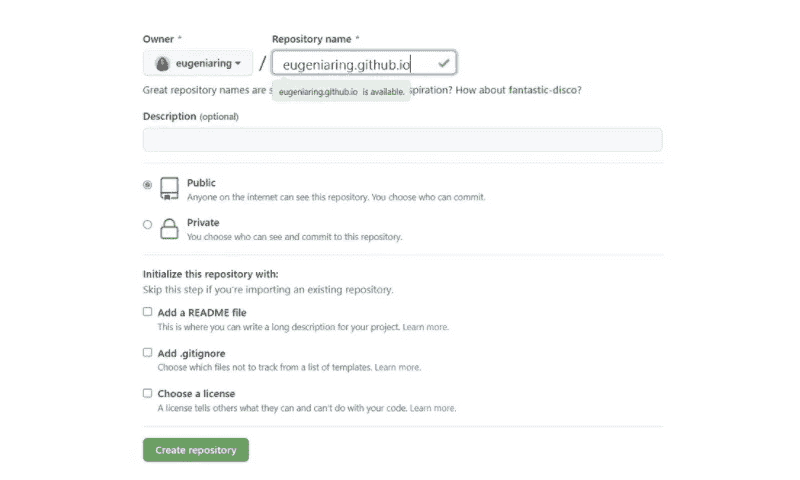 Owner * Repository name *
eugeniaring / eugeniaring.github.io
Great repository names are s eugeniaring.github.io is available. spiration? How about fantastic-disco?
Description (optional)
Public
Anyone on the internet can see this repository. You choose who can commit.
Private
You choose who can see and commit to this repository.
Initialize this repository with:
Skip this step if you're importing an existing repository.
Add a README file
This is where you can write a long description for your project. Learn more.
Add .gitignore
Choose which files not to track from a list of templates. Learn more.
Choose a license
A license tells others what they can and can't do with your code. Learn more.
Create repository